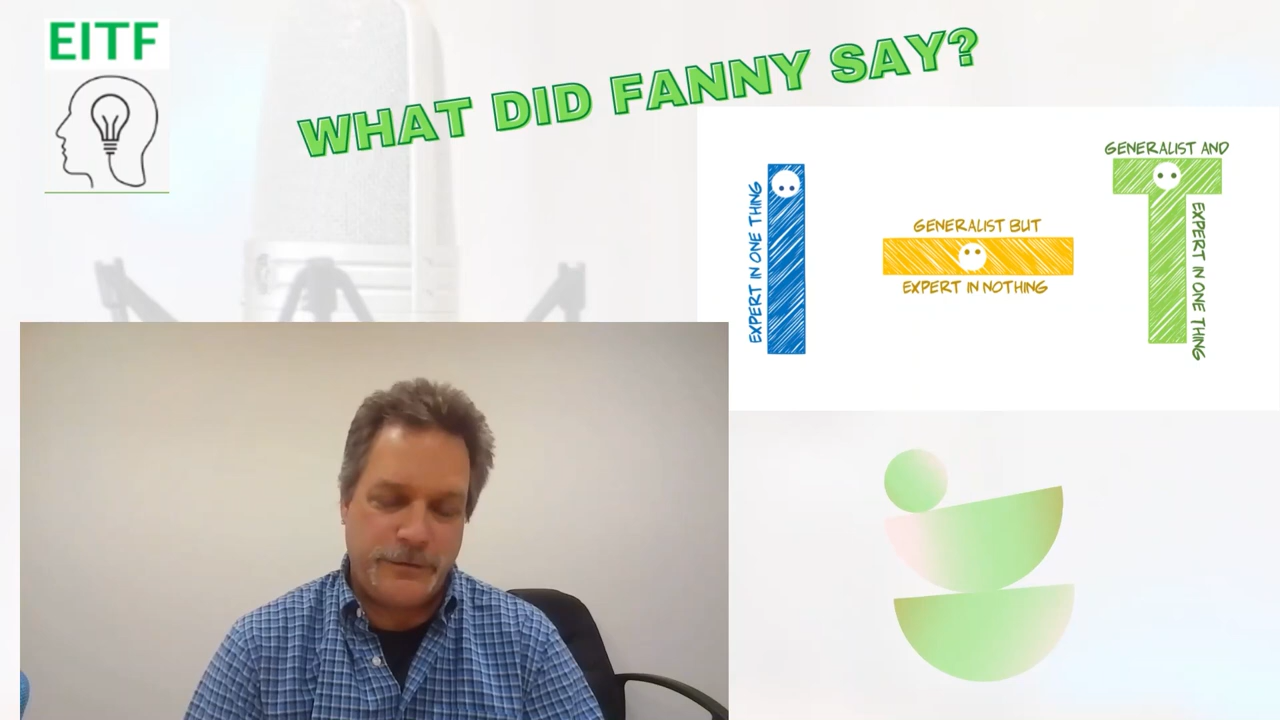 EITF
WHAT DID FANNY SAY?
EXPERT IN ONE THING
GENERALIST BUT
EXPERT IN NOTHING
GENERALIST AND
EXPERT IN ONE THING